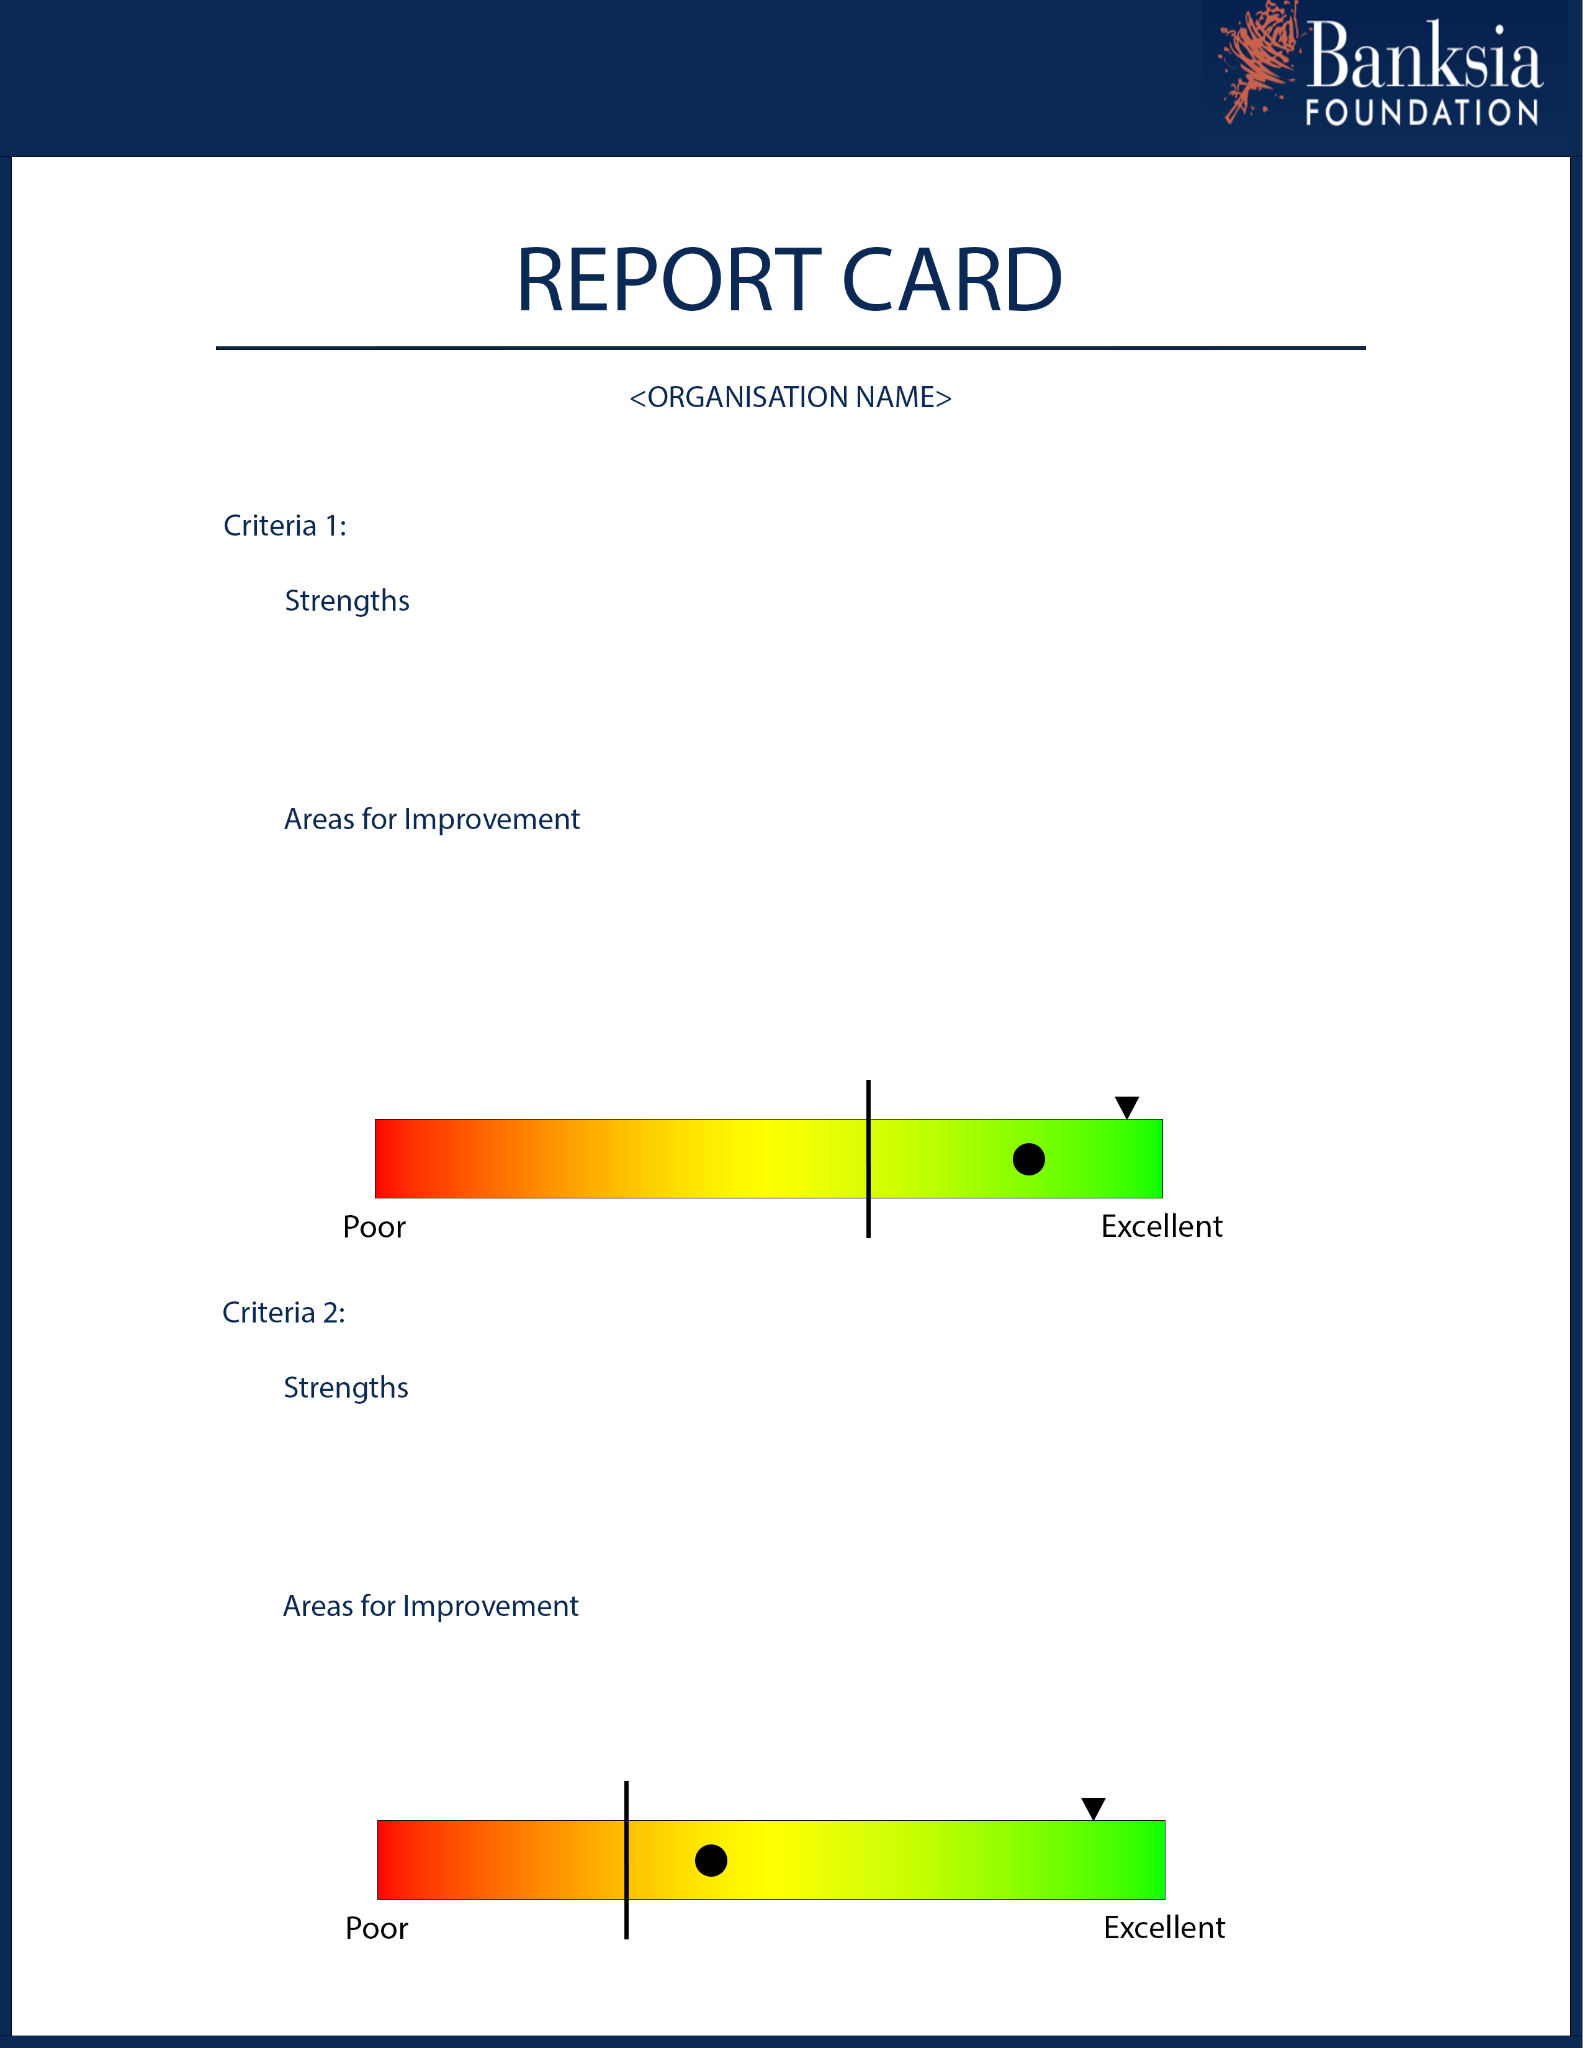 Banksia
FOUNDATION
REPORT CARD
<ORGANISATION NAME>
Criteria 1:
Strengths
Areas for Improvement
Poor
Excellent
Criteria 2:
Strengths
Areas for Improvement
Poor
Excellent